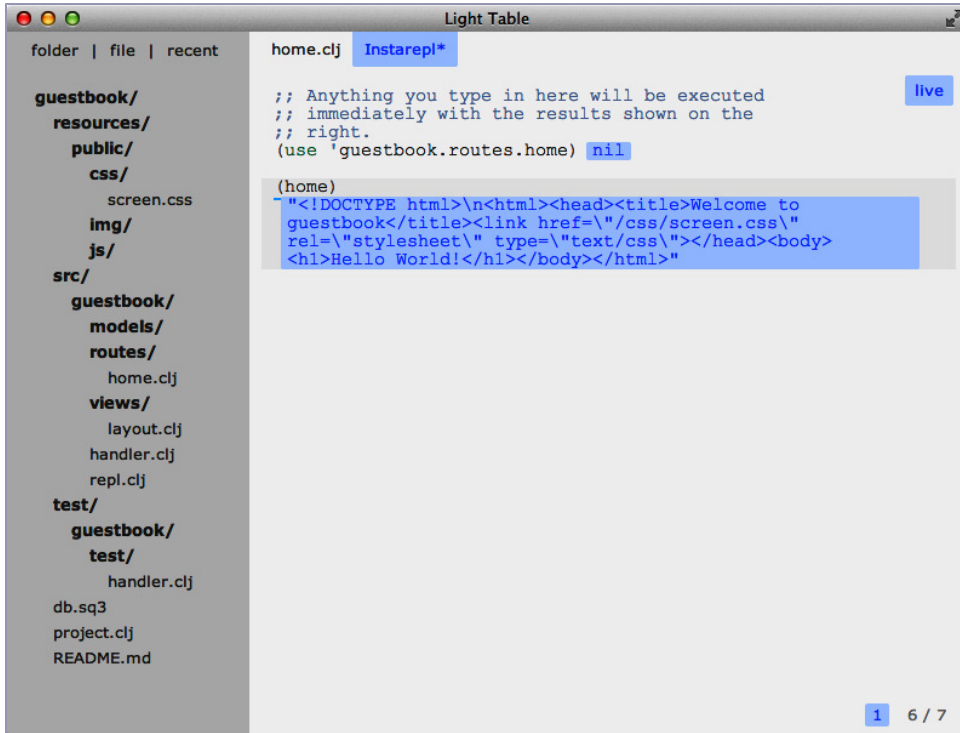 Light Table
folder | file | recent
guestbook/
resources/
public/
css/
screen.css
img/
js/
src/
guestbook/
models/
routes/
home.clj
views/
layout.clj
handler.clj
repl.clj
test/
guestbook/
test/
handler.clj
db.sq3
project.clj
README.md
home.clj Instarepl*
live
;; Anything you type in here will be executed
;; immediately with the results shown on the
;; right.
(use 'guestbook.routes.home) nil
(home)
"<!DOCTYPE html>\n<html><head><title>Welcome to
guestbook</title><link href=\"/css/screen.css\"
rel=\"stylesheet\" type=\"text/css\"></head><body>
<h1>Hello World!</h1></body></html>"
1 6 / 7